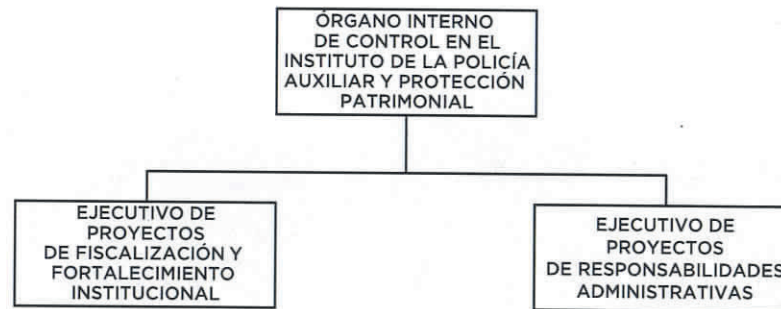 ÓRGANO INTERNO
DE CONTROL EN EL
INSTITUTO DE LA POLICÍA
AUXILIAR Y PROTECCIÓN
PATRIMONIAL
EJECUTIVO DE
PROYECTOS
DE FISCALIZACIÓN Y
FORTALECIMIENTO
INSTITUCIONAL
EJECUTIVO DE
PROYECTOS
DE RESPONSABILIDADES
ADMINISTRATIVAS